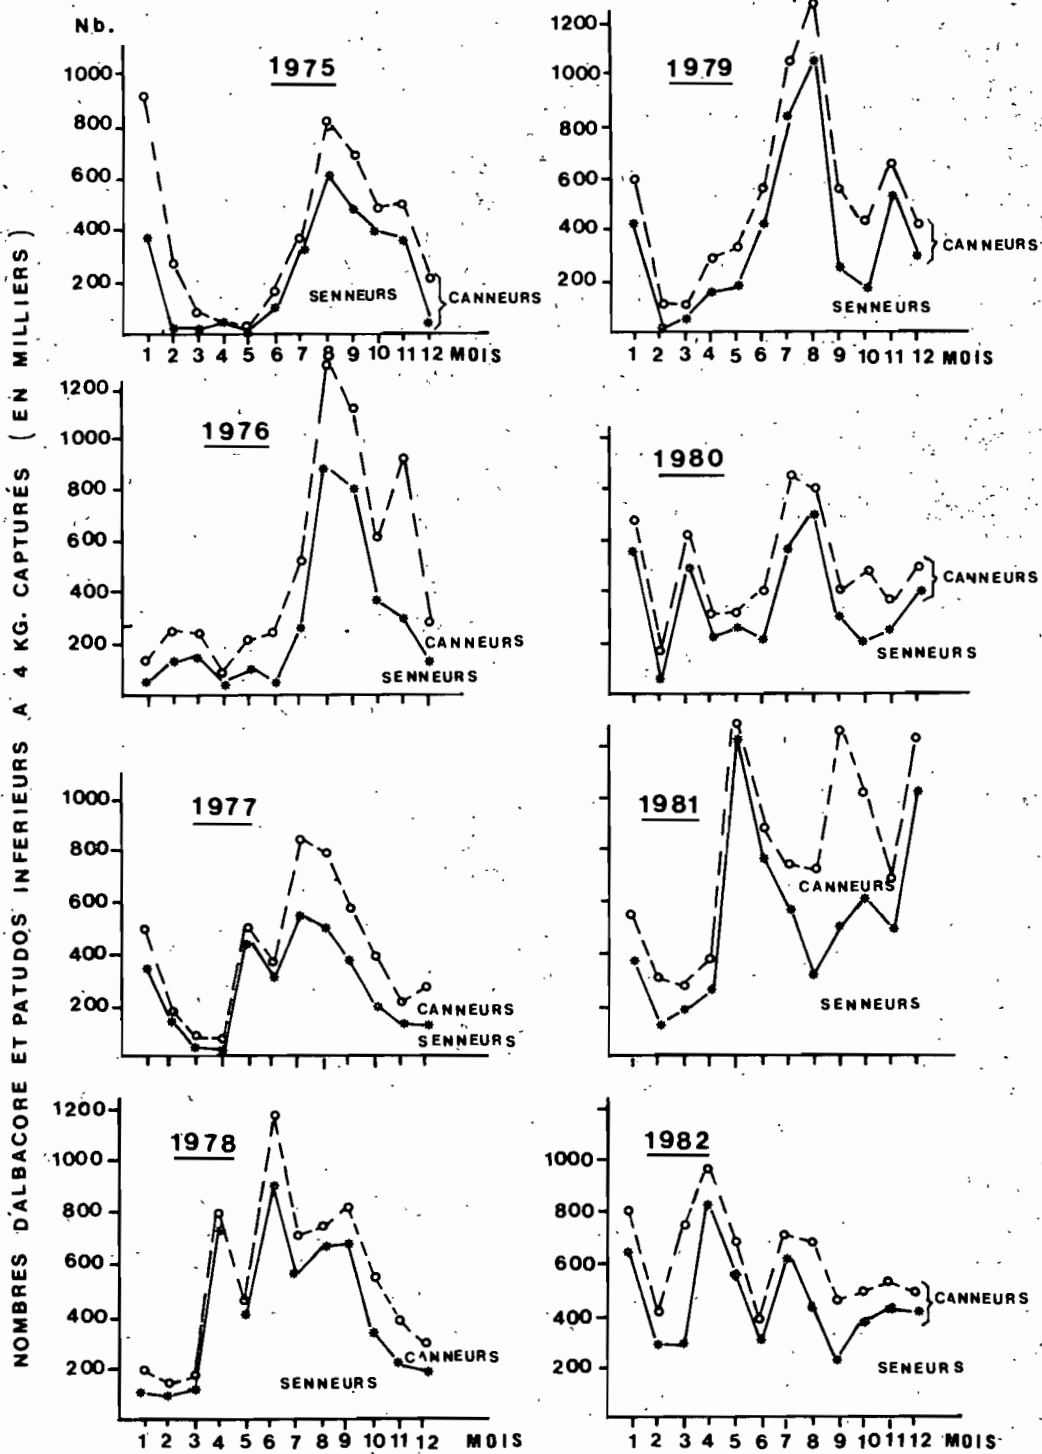 NOMBRES D'ALBACORE ET PATUDOS INFERIEURS A 4 KG. CAPTURÉS (EN MILLIERS)
Nb.
1975
1000
800
600
400
200
SENNEURS
CANNEURS
1 2 3 4 5 6 7 8 9 10 11 12 MOIS
1976
1200
1000
800
600
400
200
CANNEURS
SENNEURS
1977
1000
800
600
400
200
CANNEURS
SENNEURS
1978
1200
1000
800
600
400
200
CANNEURS
SENNEURS
1 2 3 4 5 6 7 8 9 10 11 12 MOIS
1979
1200
1000
800
600
400
200
CANNEURS
SENNEURS
1 2 3 4 5 6 7 8 9 10 11 12 MOIS
1980
CANNEURS
SENNEURS
1981
CANNEURS
SENNEURS
1982
1000
800
600
400
200
CANNEURS
SENEURS
1 2 3 4 5 6 7 8 9 10 11 12 MOIS